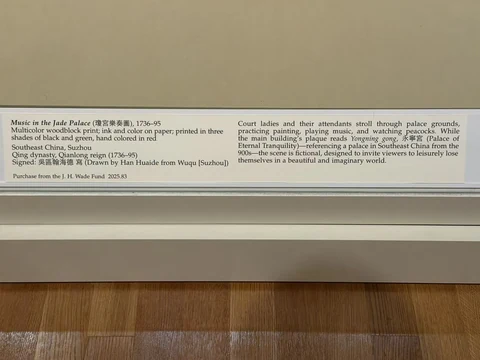 Music in the Jade Palace (瓊宮樂奏圖), 1736–95
Multicolor woodblock print; ink and color on paper; printed in three
shades of black and green, hand colored in red
Southeast China, Suzhou
Qing dynasty, Qianlong reign (1736–95)
Signed: 吳區翰海德 寫 (Drawn by Han Huaide from Wuqu [Suzhou])
Purchase from the J. H. Wade Fund 2025.83
Court ladies and their attendants stroll through palace grounds,
practicing painting, playing music, and watching peacocks. While
the main building's plaque reads Yongning gong, 永寧宮 (Palace of
Eternal Tranquility)—referencing a palace in Southeast China from the
900s—the scene is fictional, designed to invite viewers to leisurely lose
themselves in a beautiful and imaginary world.